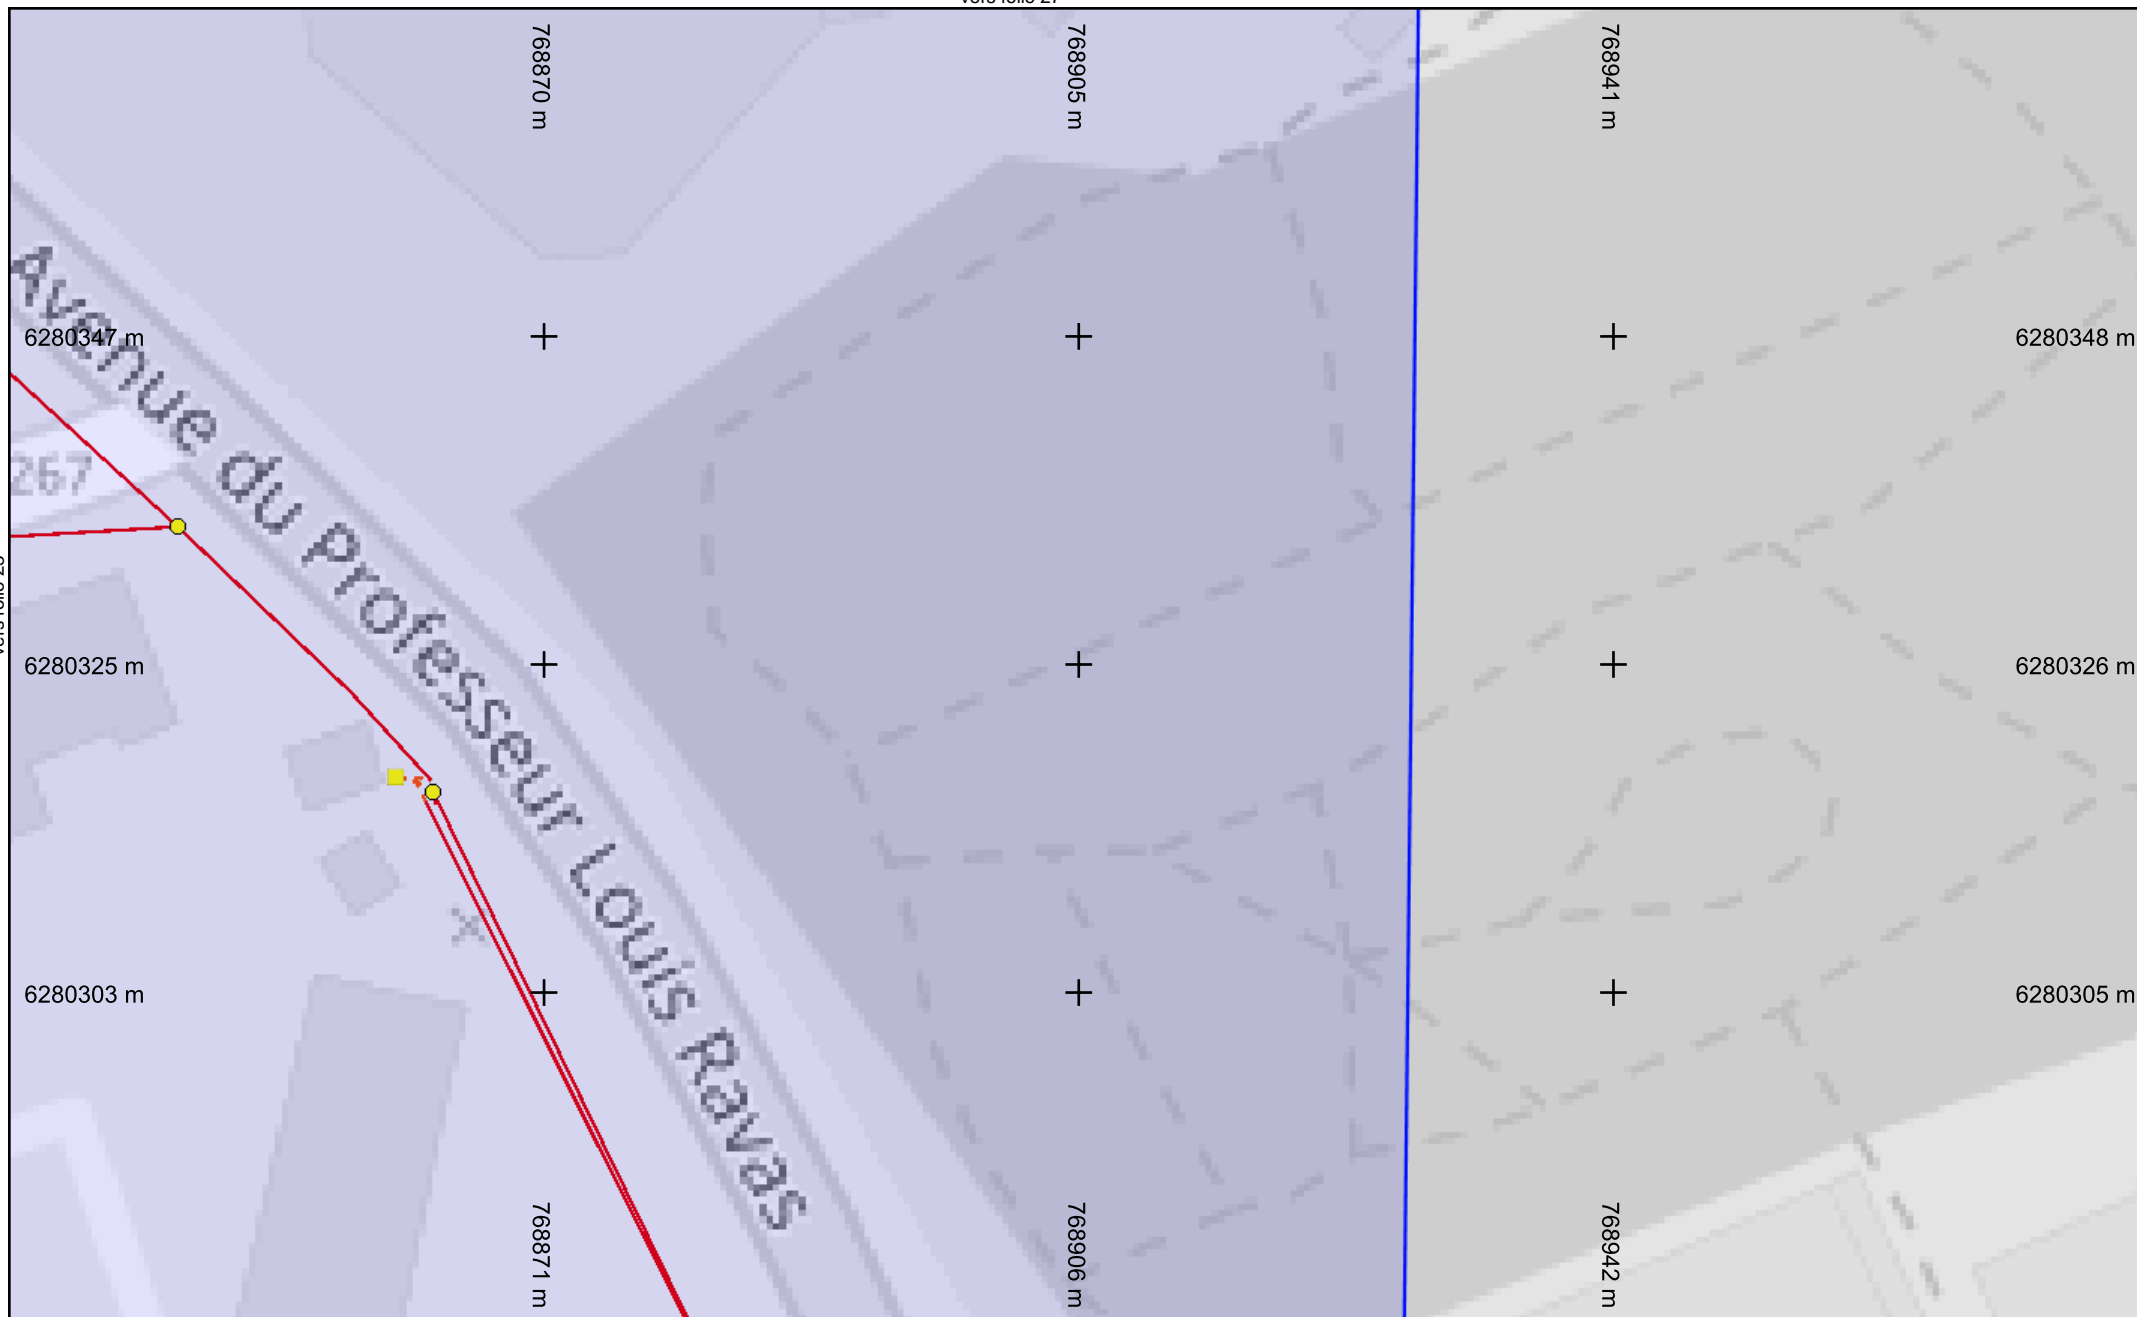 768870 m
768905 m
768941 m
6280347 m
6280348 m
Avenue du Professeur Louis Ravas
267
6280325 m
6280326 m
6280303 m
6280305 m
768871 m
768906 m
768942 m